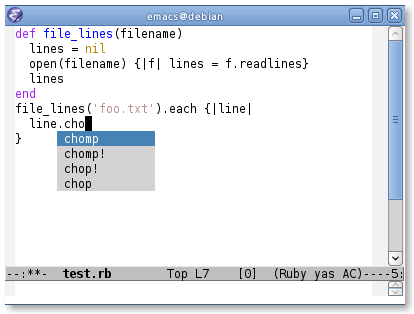 emacs@debian
def file_lines(filename)
  lines = nil
  open(filename) {|f| lines = f.readlines}
  lines
end
file_lines('foo.txt').each {|line|
  line.cho
}
chomp
chomp!
chop!
chop
--:**-  test.rb        Top L7    [0]  (Ruby yas AC)----5: